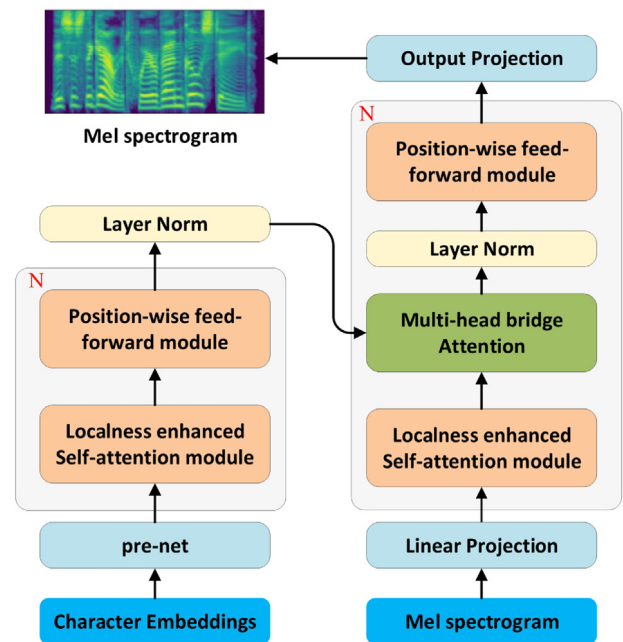 Output Projection
Mel spectrogram
N
Position-wise feed-
forward module
Layer Norm
Layer Norm
N
Position-wise feed-
forward module
Multi-head bridge
Attention
Localness enhanced
Self-attention module
Localness enhanced
Self-attention module
pre-net
Linear Projection
Character Embeddings
Mel spectrogram